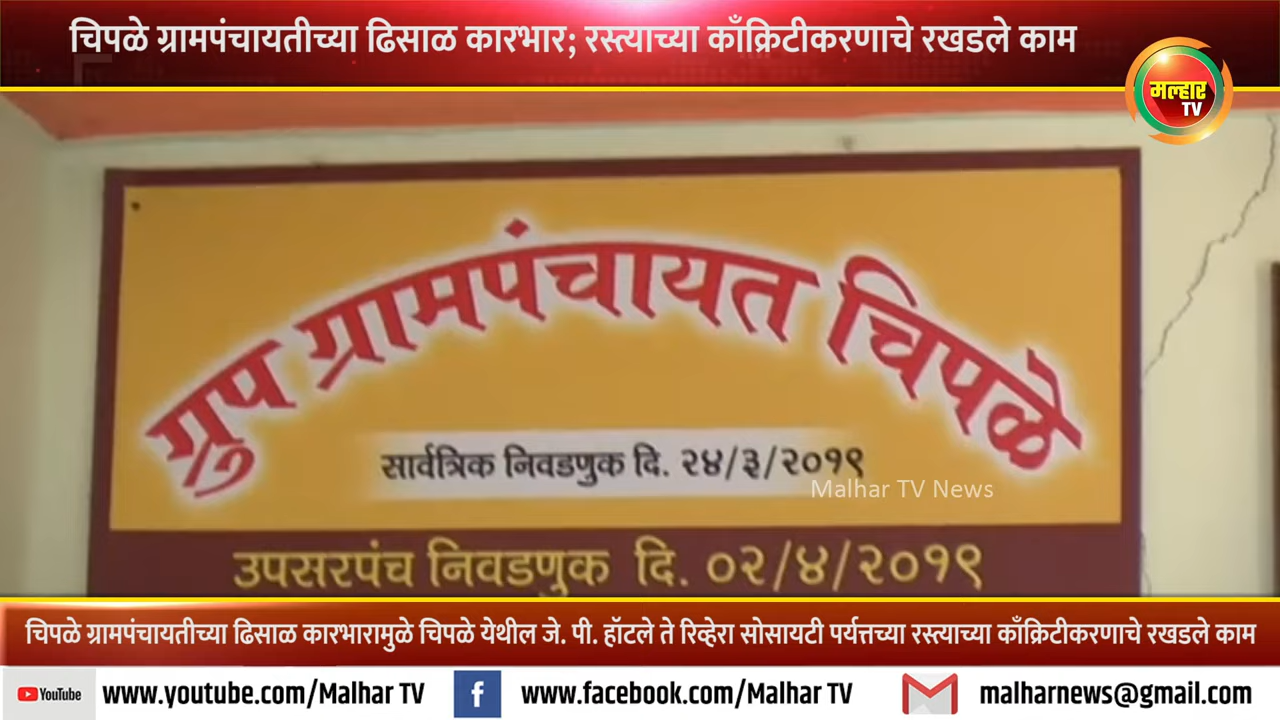 चिपळे ग्रामपंचायतीच्या ढिसाळ कारभार; रस्त्याच्या काँक्रिटीकरणाचे रखडले काम
मल्हार
TV
ग्रुप ग्रामपंचायत चिपळे
सार्वत्रिक निवडणुक दि. २४/३/२०१९
Malhar TV News
उपसरपंच निवडणुक दि. ०२/४/२०१९
चिपळे ग्रामपंचायतीच्या ढिसाळ कारभारामुळे चिपळे येथील जे. पी. हॉटले ते रिव्हेरा सोसायटी पर्यत्तच्या रस्त्याच्या काँक्रिटीकरणाचे रखडले काम
YouTube www.youtube.com/Malhar TV f www.facebook.com/Malhar TV malharnews@gmail.com